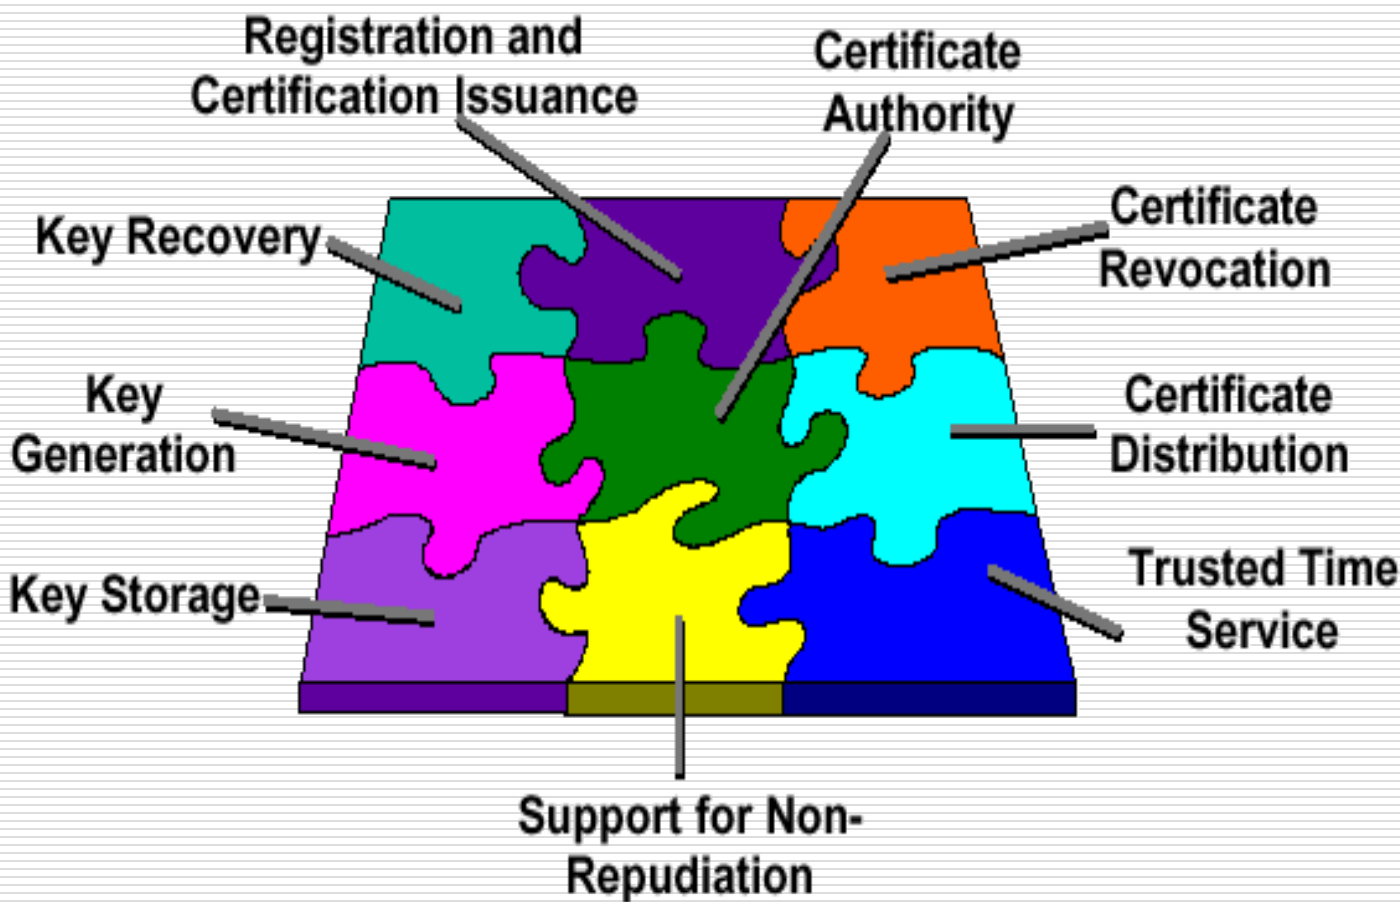 Registration and
Certification Issuance
Certificate
Authority
Key Recovery
Certificate
Revocation
Key
Generation
Certificate
Distribution
Key Storage
Trusted Time
Service
Support for Non-
Repudiation